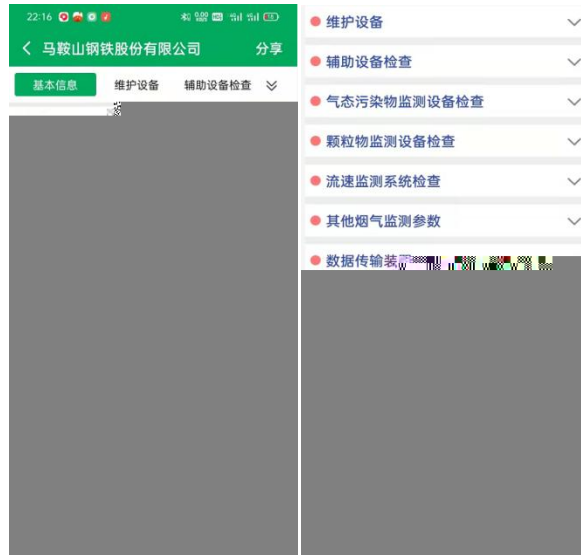 22:16
马鞍山钢铁股份有限公司
分享
基本信息
维护设备
辅助设备检查
维护设备
辅助设备检查
气态污染物监测设备检查
颗粒物监测设备检查
流速监测系统检查
其他烟气监测参数
数据传输装